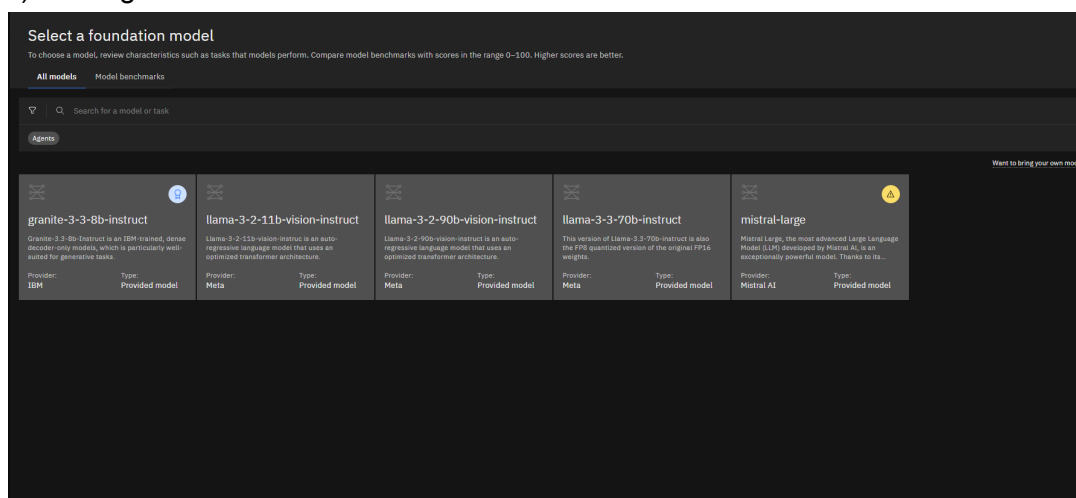 Select a foundation model
To choose a model, review characteristics such as tasks that models perform. Compare model benchmarks with scores in the range 0–100. Higher scores are better.
All models Model benchmarks
Search for a model or task
Agents
Want to bring your own mod
granite-3-3-8b-instruct
Granite-3.3-8b-Instruct is an IBM-trained, dense
decoder-only models, which is particularly well-
suited for generative tasks.
Provider: Type:
IBM Provided model
llama-3-2-11b-vision-instruct
Llama-3-2-11b-vision-instruc is an auto-
regressive language model that uses an
optimized transformer architecture.
Provider: Type:
Meta Provided model
llama-3-2-90b-vision-instruct
Llama-3-2-90b-vision-instruct is an auto-
regressive language model that uses an
optimized transformer architecture.
Provider: Type:
Meta Provided model
llama-3-3-70b-instruct
This version of Llama-3.3-70b-instruct is also
the FP8 quantized version of the original FP16
weights.
Provider: Type:
Meta Provided model
mistral-large
Mistral Large, the most advanced Large Language
Model (LLM) developed by Mistral AI, is an
exceptionally powerful model. Thanks to its...
Provider: Type:
Mistral AI Provided model